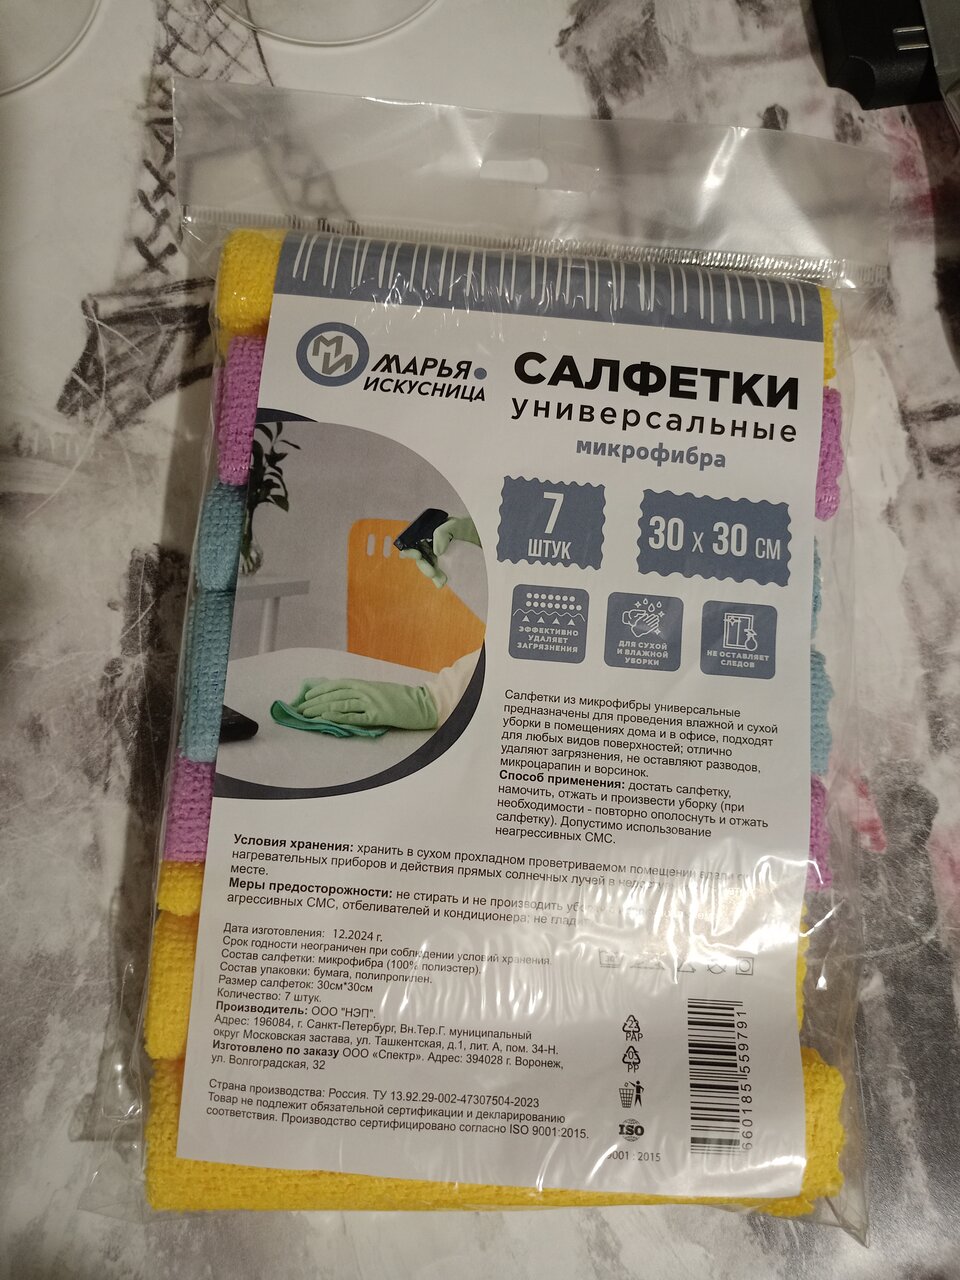 МИ
МАРЬЯ
ИСКУСНИЦА
САЛФЕТКИ
универсальные
микрофибра
7
ШТУК
30 x 30 СМ
ЭФФЕКТИВНО
УДАЛЯЕТ
ЗАГРЯЗНЕНИЯ
ДЛЯ СУХОЙ
И ВЛАЖНОЙ
УБОРКИ
НЕ ОСТАВЛЯЕТ
СЛЕДОВ
Салфетки из микрофибры универсальные
предназначены для проведения влажной и сухой
уборки в помещениях дома и в офисе, подходят
для любых видов поверхностей; отлично
удаляют загрязнения, не оставляют разводов,
микроцарапин и ворсинок.
Способ применения: достать салфетку,
намочить, отжать и произвести уборку (при
необходимости - повторно ополоснуть и отжать
салфетку). Допустимо использование
неагрессивных СМС.
Условия хранения: хранить в сухом прохладном проветриваемом помещении вдали
нагревательных приборов и действия прямых солнечных лучей в
месте.
Меры предосторожности: не стирать и не производить
агрессивных СМС, отбеливателей и кондиционера; не
Дата изготовления: 12.2024 г.
Срок годности неограничен при соблюдении условий хранения.
Состав салфетки: микрофибра (100% полиэстер).
Состав упаковки: бумага, полипропилен.
Размер салфеток: 30см*30см
Количество: 7 штук.
Производитель: ООО "НЭП".
Адрес: 196084, г. Санкт-Петербург, Вн.Тер.Г. муниципальный
округ Московская застава, ул. Ташкентская, д.1, лит. А, пом. 34-Н.
Изготовлено по заказу ООО «Спектр». Адрес: 394028 г. Воронеж,
ул. Волгоградская, 32
Страна производства: Россия. ТУ 13.92.29-002-47307504-2023
Товар не подлежит обязательной сертификации и декларированию
соответствия. Производство сертифицировано согласно ISO 9001:2015.
30
23
PAP
05
PP
ISO
9001 : 2015
6 601855 559791